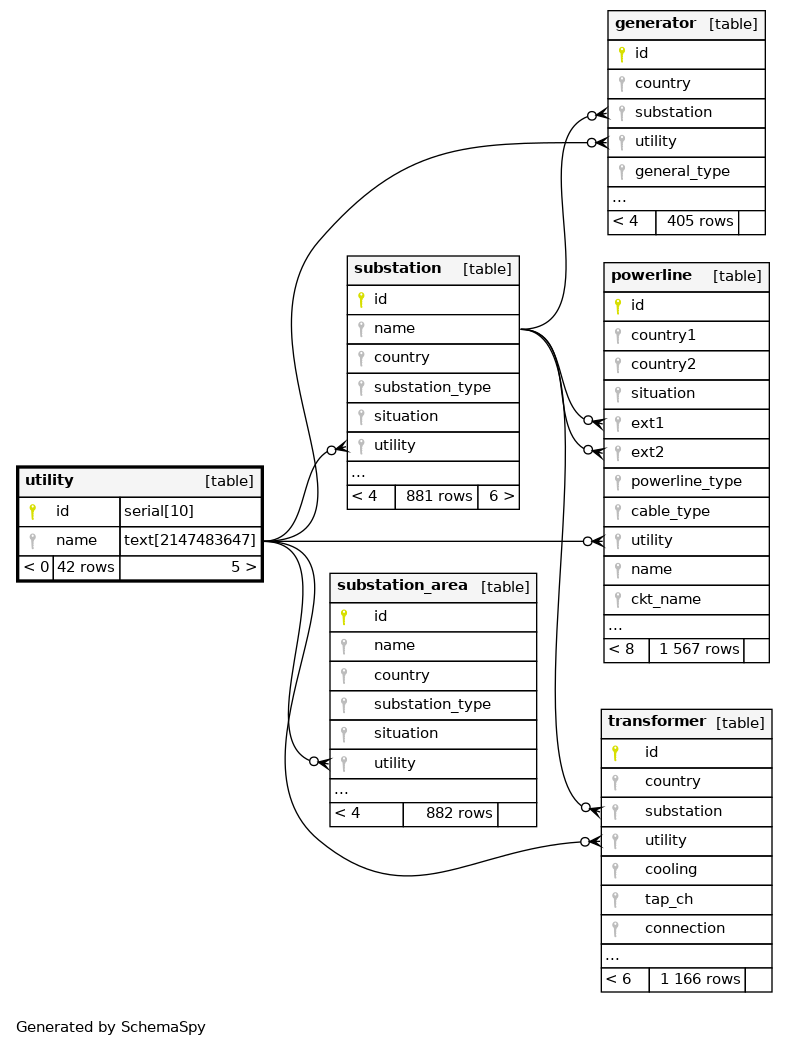 generator [table]
id
country
substation
utility
general_type
...
< 4 405 rows
substation [table]
id
name
country
substation_type
situation
utility
...
< 4 881 rows 6 >
powerline [table]
id
country1
country2
situation
ext1
ext2
powerline_type
cable_type
utility
name
ckt_name
...
< 8 1 567 rows
utility [table]
id serial[10]
name text[2147483647]
< 0 42 rows 5 >
substation_area [table]
id
name
country
substation_type
situation
utility
...
< 4 882 rows
transformer [table]
id
country
substation
utility
cooling
tap_ch
connection
...
< 6 1 166 rows
Generated by SchemaSpy